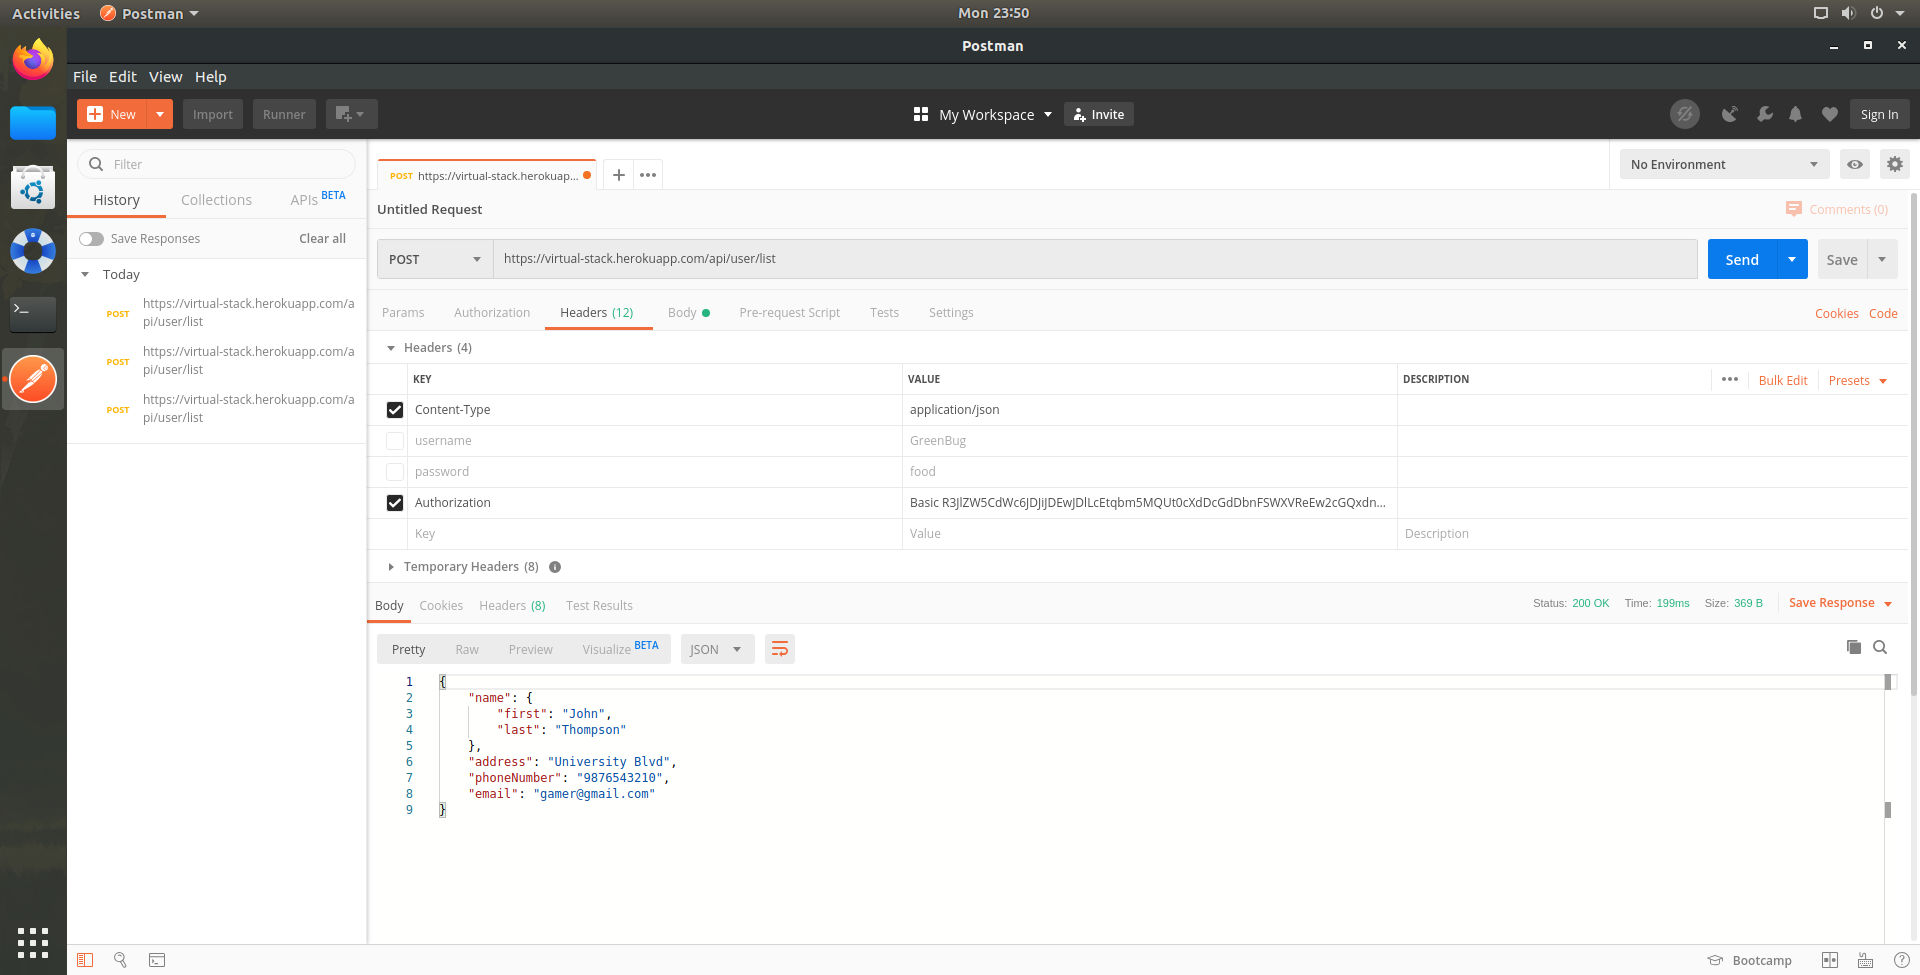 Activities Postman Mon 23:50
Postman
File Edit View Help
New Import Runner My Workspace Invite Sign In
Filter
History Collections APIs BETA
Save Responses Clear all
Today
POST https://virtual-stack.herokuapp.com/a
pi/user/list
POST https://virtual-stack.herokuapp.com/a
pi/user/list
POST https://virtual-stack.herokuapp.com/a
pi/user/list
POST https://virtual-stack.herokuap... No Environment
Untitled Request Comments (0)
POST https://virtual-stack.herokuapp.com/api/user/list Send Save
Params Authorization Headers (12) Body Pre-request Script Tests Settings Cookies Code
Headers (4)
KEY VALUE DESCRIPTION Bulk Edit Presets
Content-Type application/json
username GreenBug
password food
Authorization Basic R3JlZW5CdWc6JDJiJDEwJDlLcEtqbm5MQUt0cXdDcGdDbnFSWXVReEw2cGQxdn...
Key Value Description
Temporary Headers (8)
Body Cookies Headers (8) Test Results Status: 200 OK Time: 199ms Size: 369 B Save Response
Pretty Raw Preview Visualize BETA JSON
1 {
2 "name": {
3 "first": "John",
4 "last": "Thompson"
5 },
6 "address": "University Blvd",
7 "phoneNumber": "9876543210",
8 "email": "gamer@gmail.com"
9 }
Bootcamp